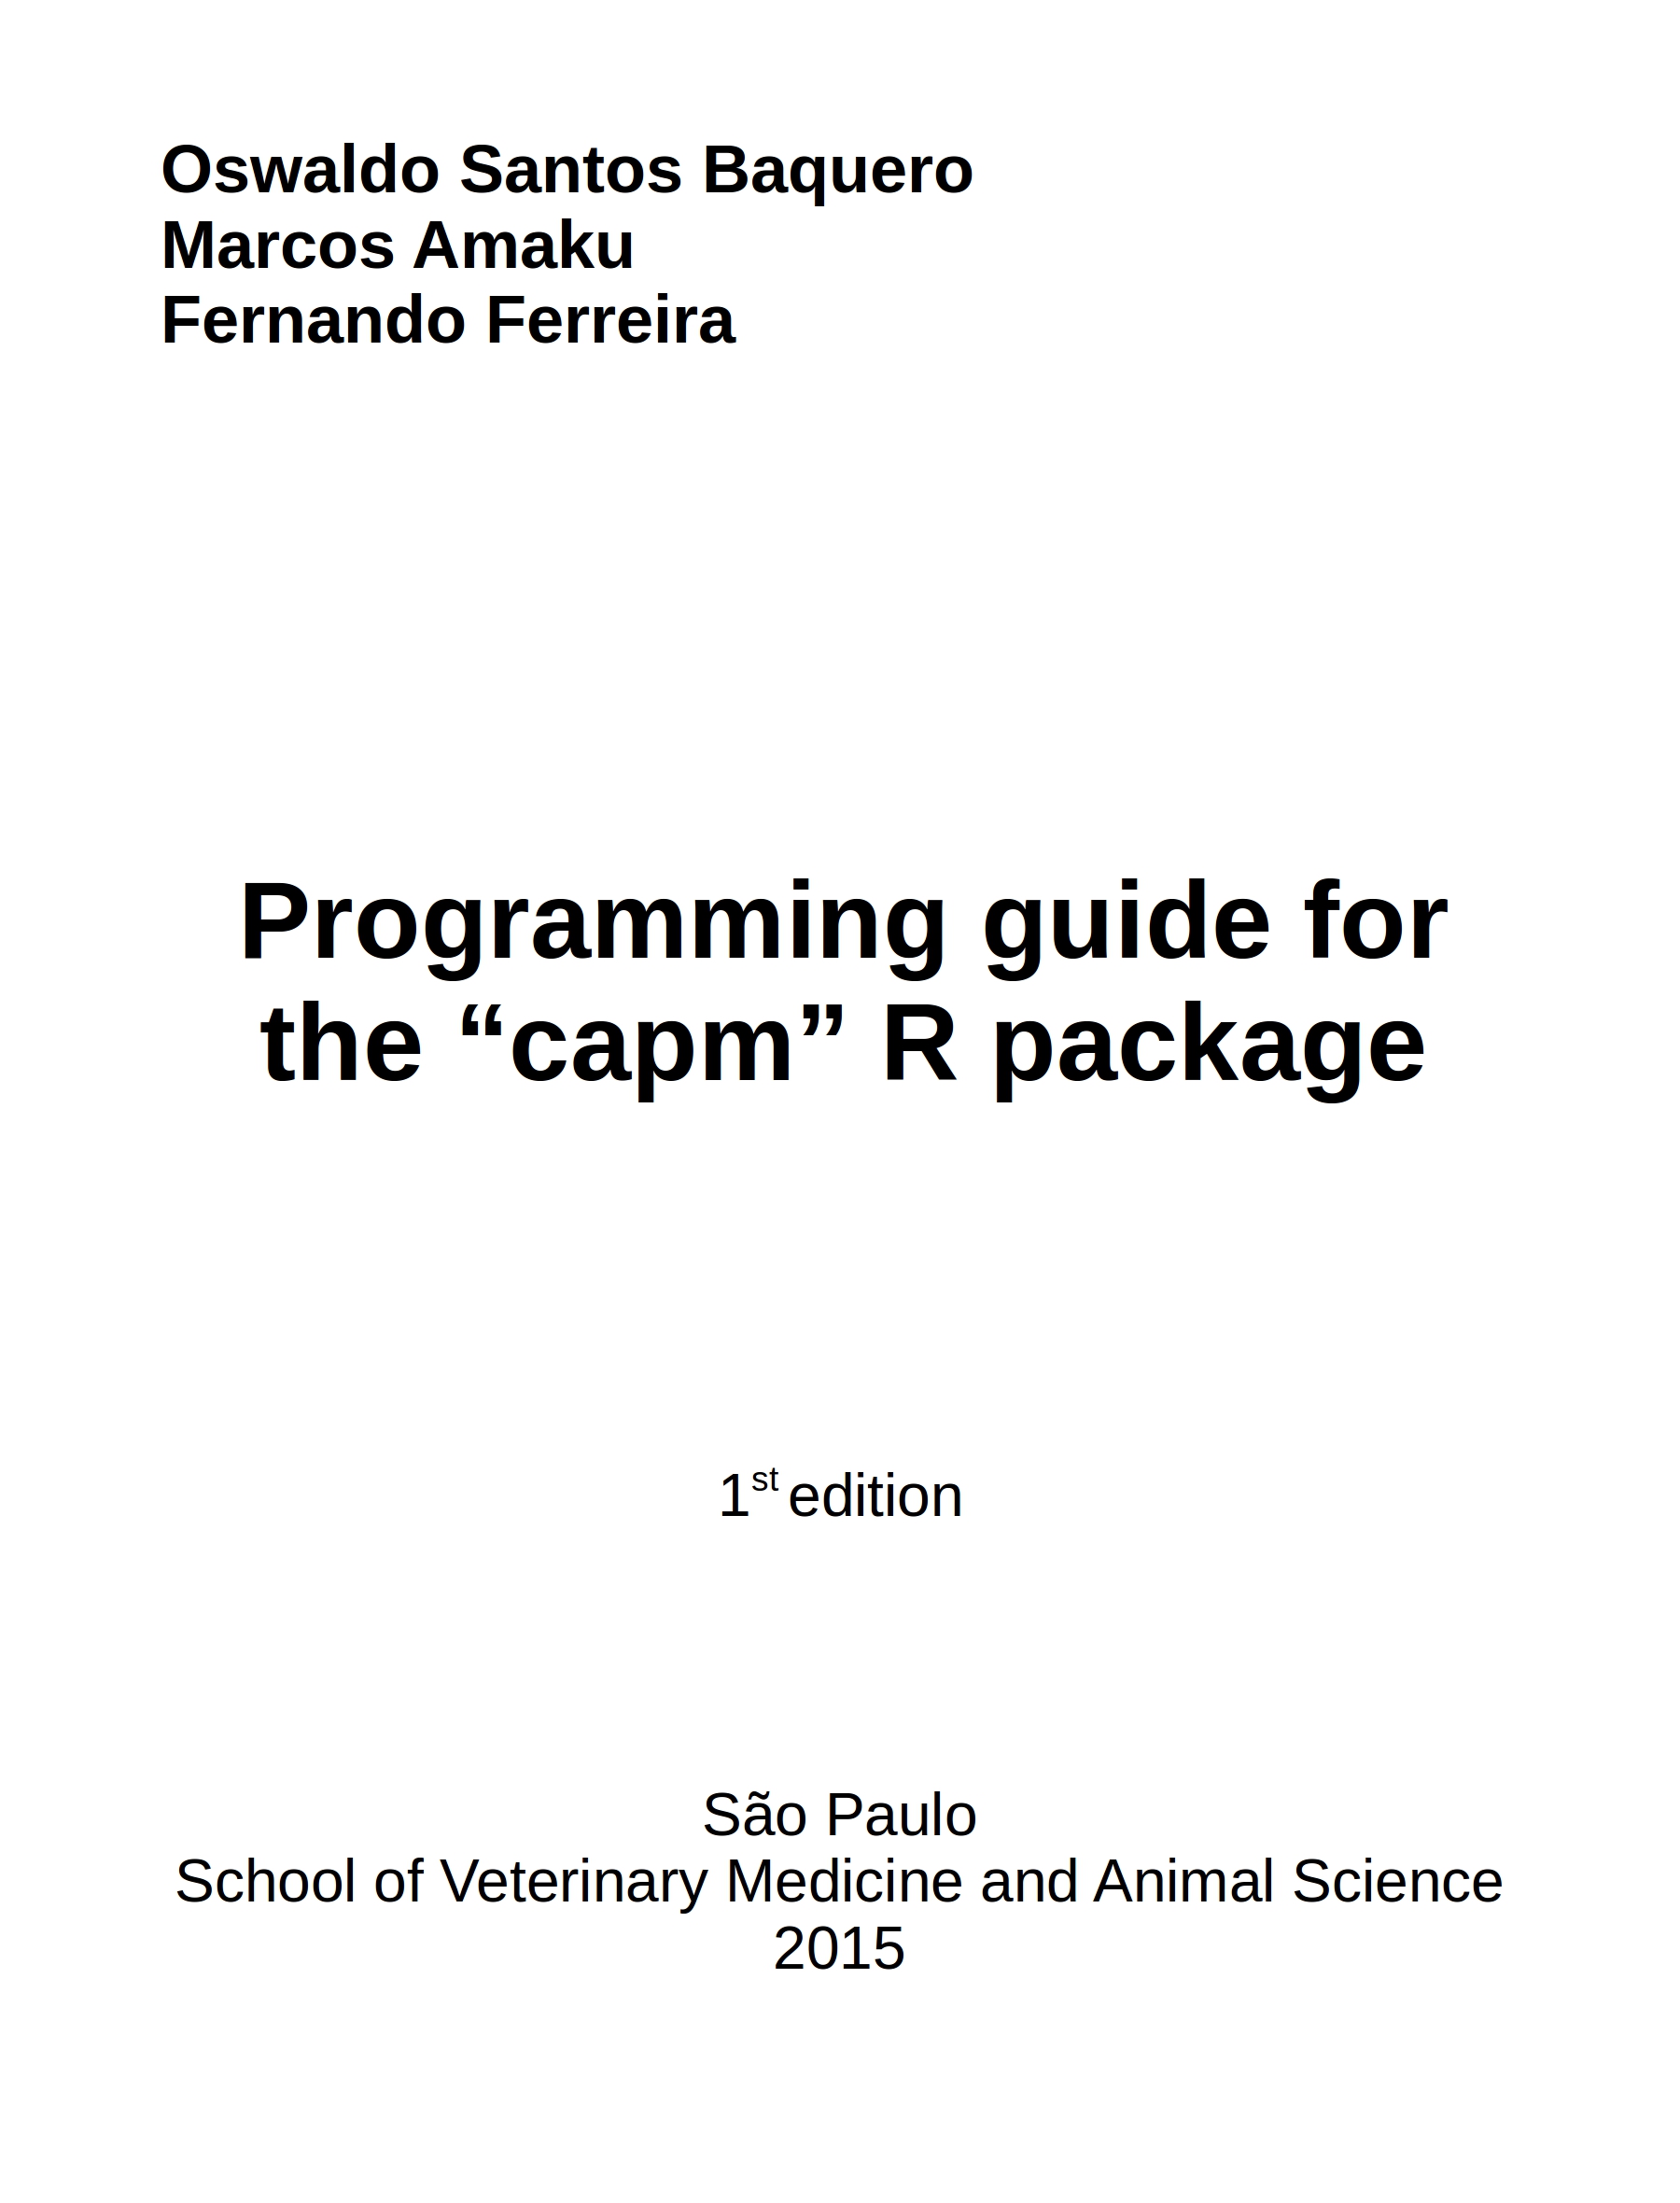 Oswaldo Santos Baquero
Marcos Amaku
Fernando Ferreira
Programming guide for
the “capm” R package
1st edition
São Paulo
School of Veterinary Medicine and Animal Science
2015